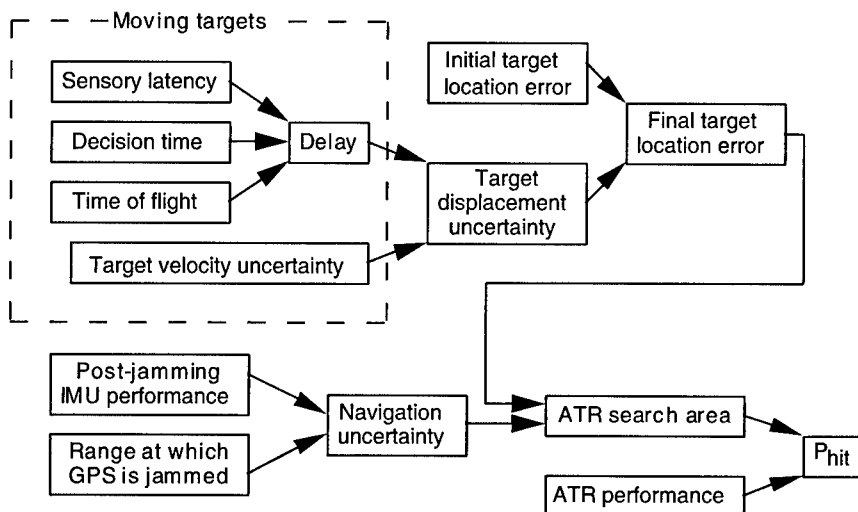 Moving targets
Sensory latency
Decision time
Time of flight
Delay
Target velocity uncertainty
Initial target
location error
Target
displacement
uncertainty
Final target
location error
Post-jamming
IMU performance
Range at which
GPS is jammed
Navigation
uncertainty
ATR search area
ATR performance
Phit